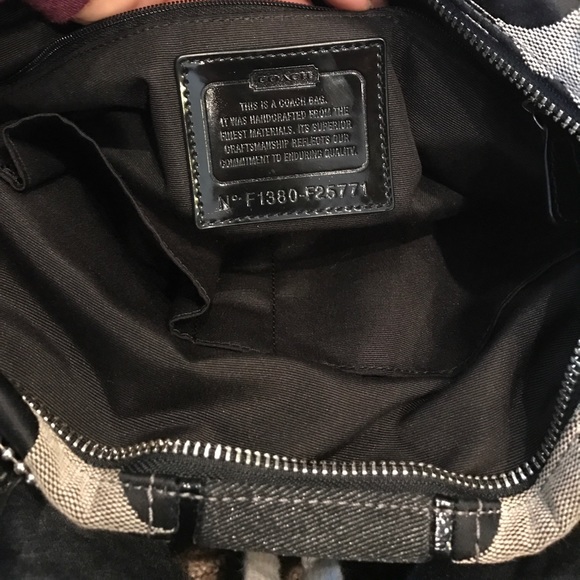 COACH
THIS IS A COACH BAG.
IT WAS HANDCRAFTED FROM THE
FINEST MATERIALS. ITS SUPERIOR
CRAFTSMANSHIP REFLECTS OUR
COMMITMENT TO ENDURING QUALITY.
Nº F1380-F25771